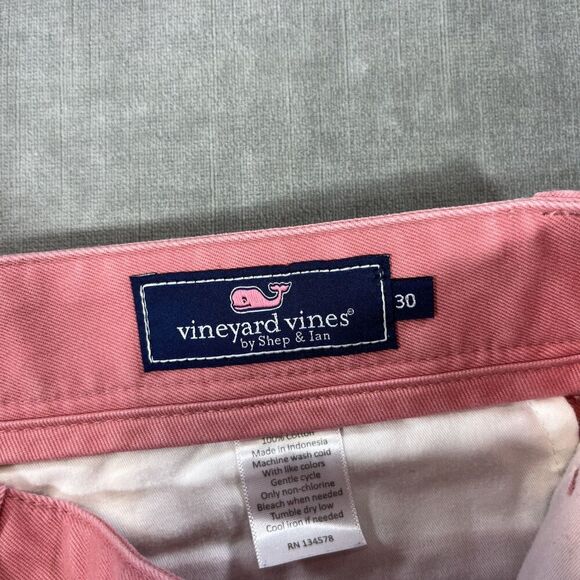 vineyard vines®
by Shep & Ian
30
100% Cotton
Made in Indonesia
Machine wash cold
With like colors
Gentle cycle
Only non-chlorine
Bleach when needed
Tumble dry low
Cool iron if needed
RN 134578